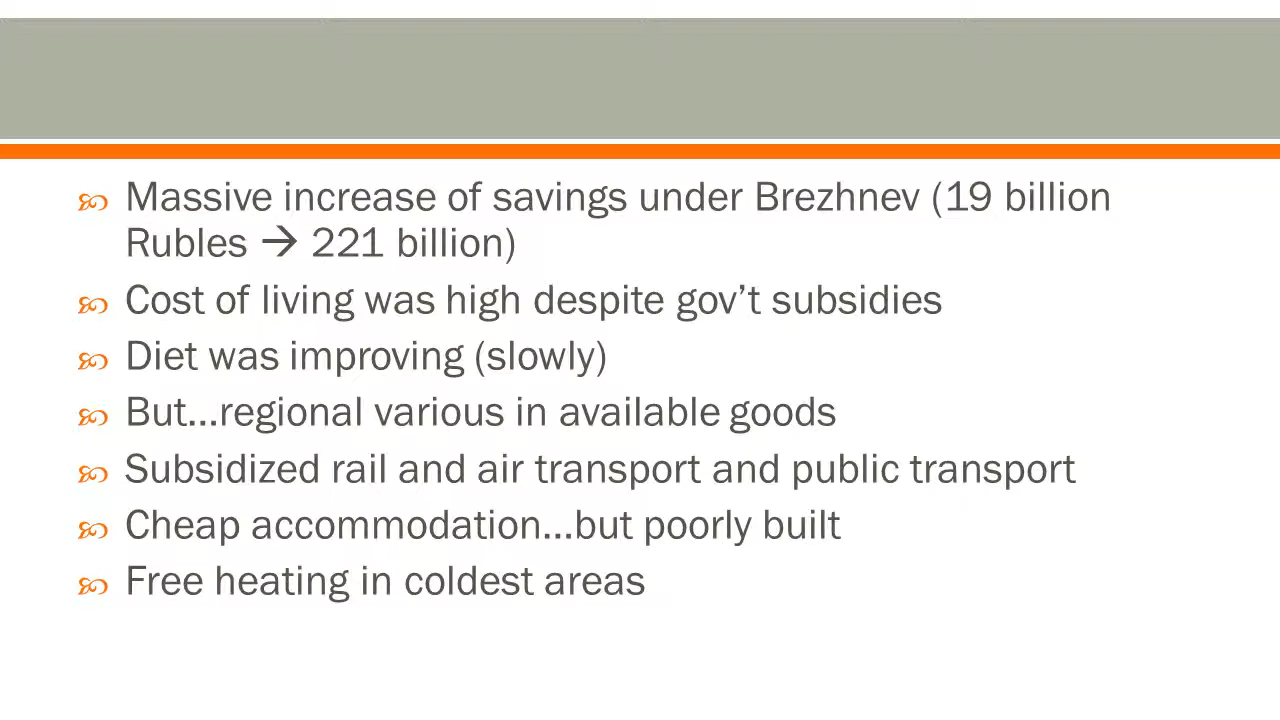 Massive increase of savings under Brezhnev (19 billion
Rubles → 221 billion)
Cost of living was high despite gov’t subsidies
Diet was improving (slowly)
But…regional various in available goods
Subsidized rail and air transport and public transport
Cheap accommodation…but poorly built
Free heating in coldest areas